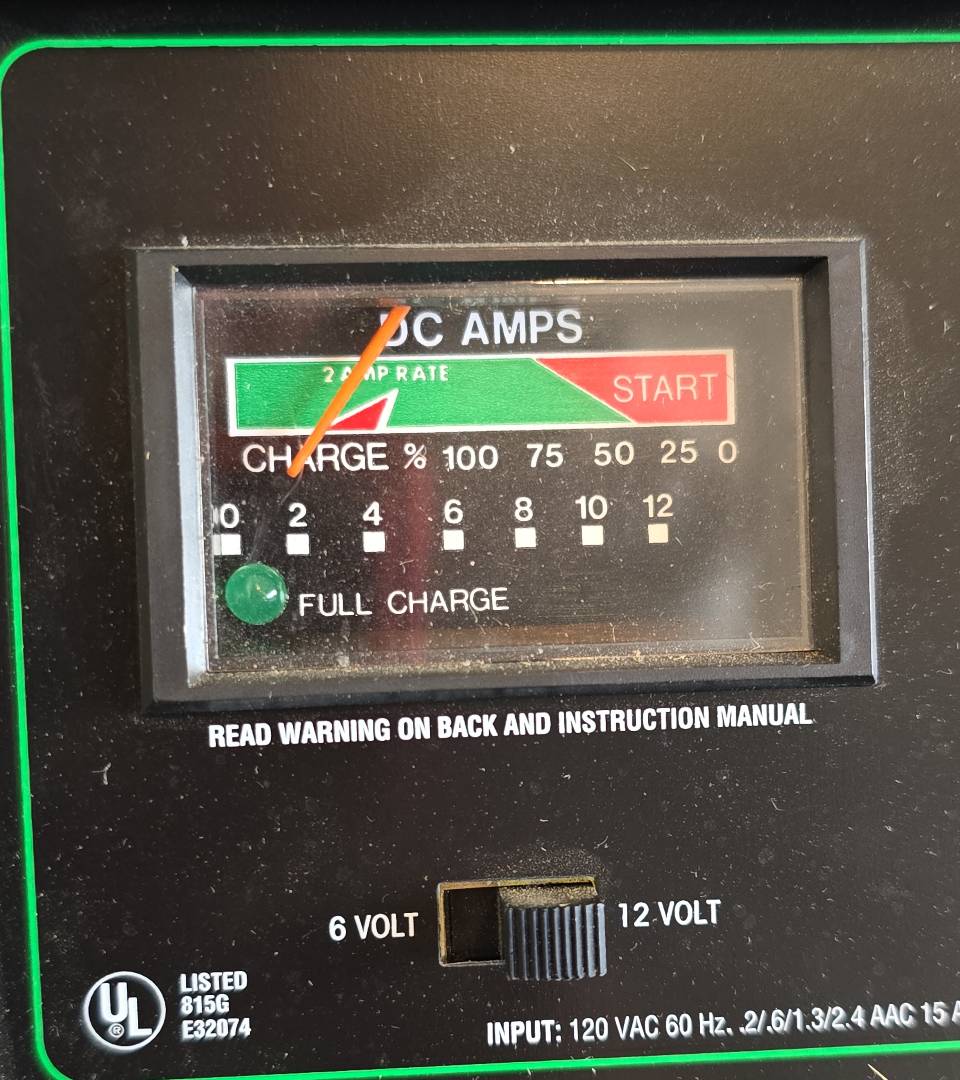 DC AMPS
2 AMP RATE
START
CHARGE % 100 75 50 25 0
0 2 4 6 8 10 12
FULL CHARGE
READ WARNING ON BACK AND INSTRUCTION MANUAL
6 VOLT 12 VOLT
UL ®
LISTED
815G
E32074
INPUT: 120 VAC 60 Hz. .2/.6/1.3/2.4 AAC 15 A